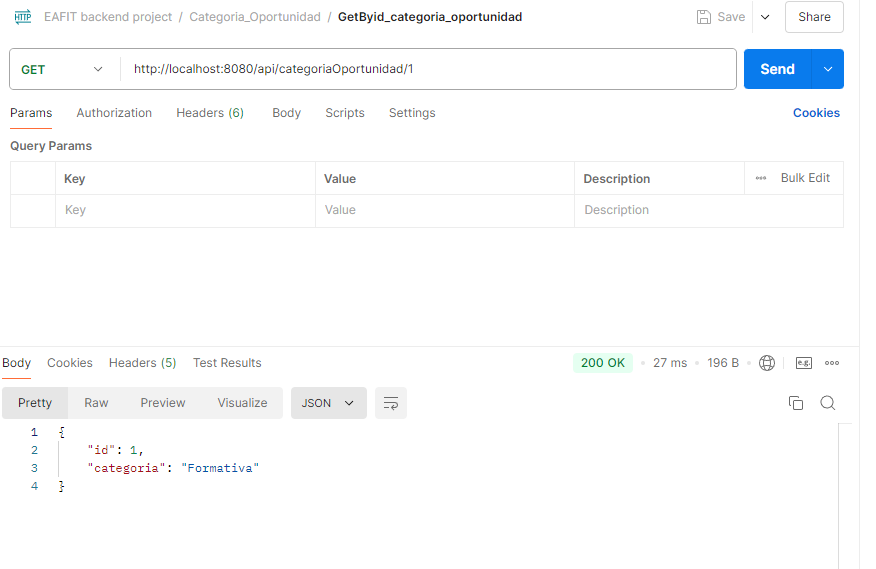 HTTP EAFIT backend project / Categoria_Oportunidad / GetByid_categoria_oportunidad Save Share
GET http://localhost:8080/api/categoriaOportunidad/1 Send
Params Authorization Headers (6) Body Scripts Settings Cookies
Query Params
Key Value Description Bulk Edit
Key Value Description
Body Cookies Headers (5) Test Results 200 OK 27 ms 196 B e.g.
Pretty Raw Preview Visualize JSON
1 {
2 "id": 1,
3 "categoria": "Formativa"
4 }